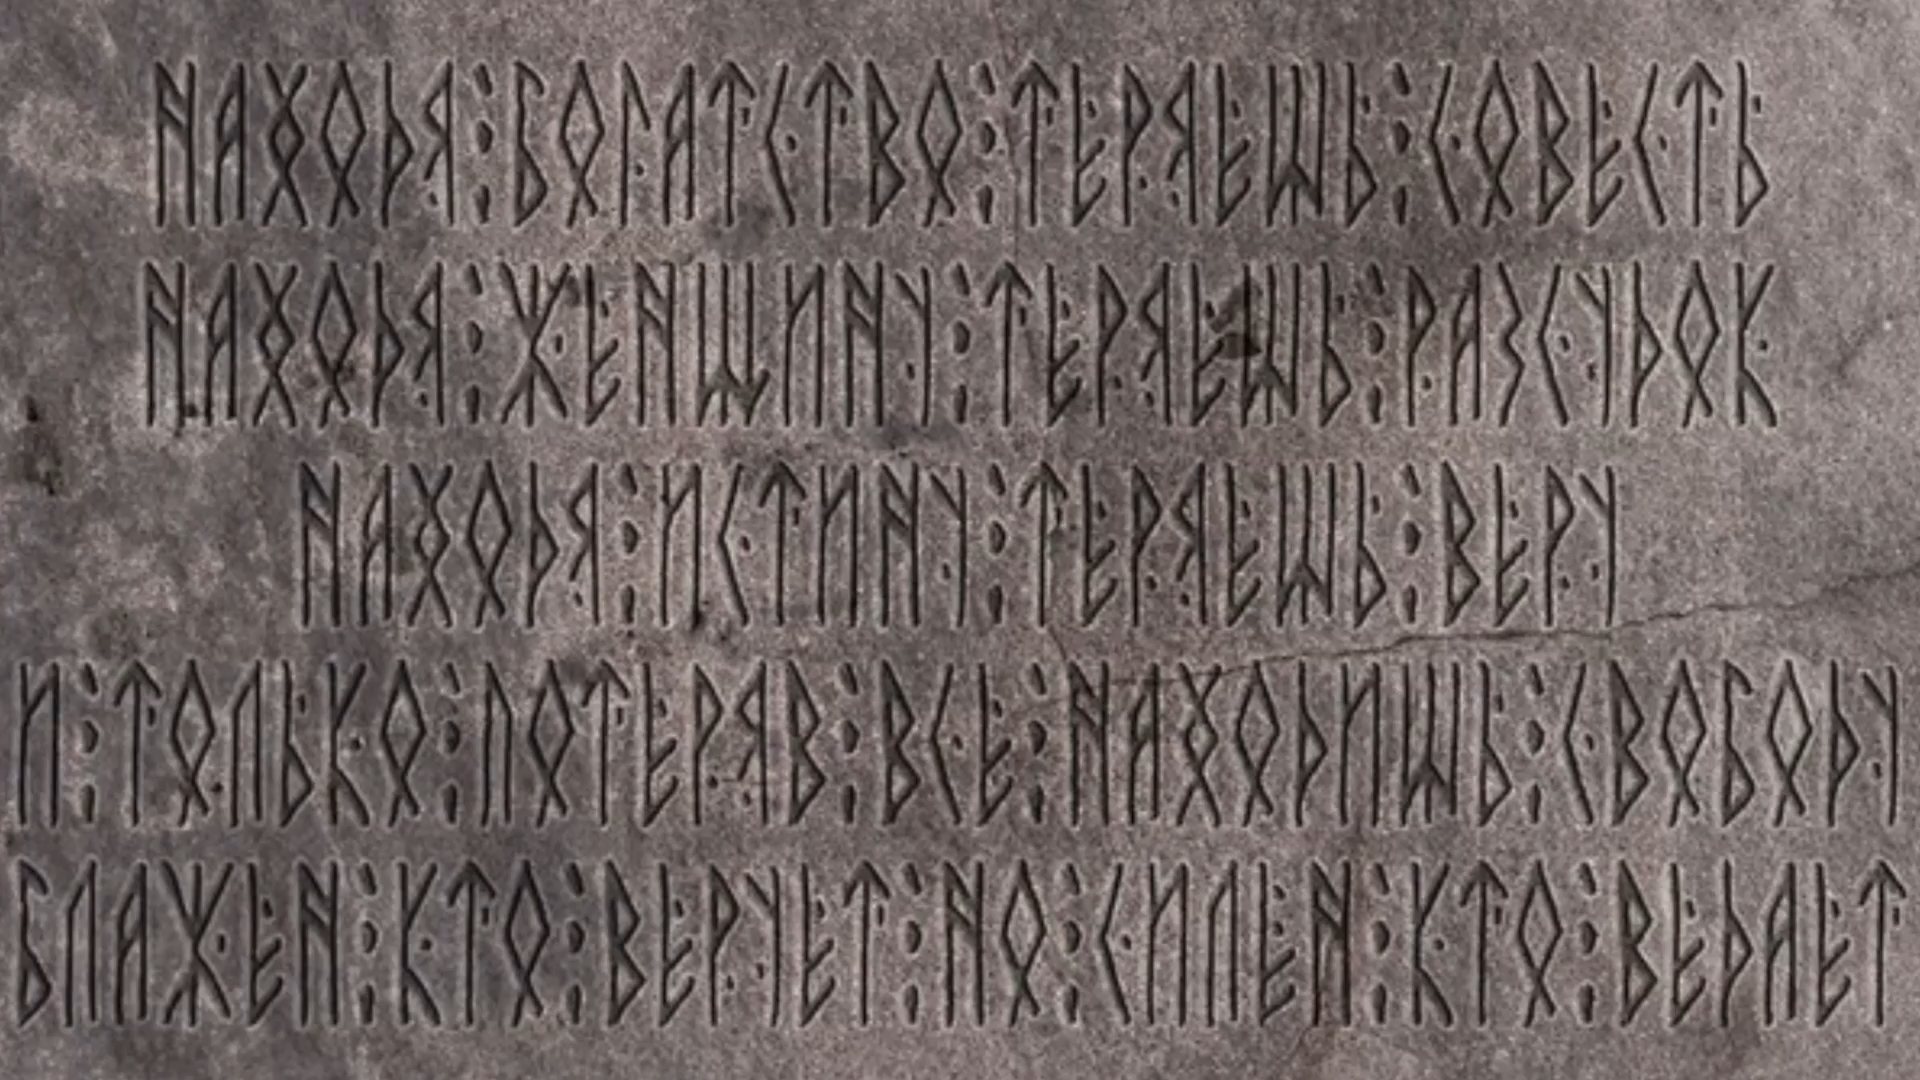 НАХОДЯ⁝БОГАТСТВО⁝ТЕРЯЕШЬ⁝СОВЕСТЬ
НАХОДЯ⁝ЖЕНЩИНУ⁝ТЕРЯЕШЬ⁝РАЗСУДОК
НАХОДЯ⁝ИСТИНУ⁝ТЕРЯЕШЬ⁝ВЕРУ
И⁝ТОЛЬКО⁝ПОТЕРЯВ⁝ВСЕ⁝НАХОДИШЬ⁝СВОБОДУ
БЛАЖЕН⁝КТО⁝ВЕРУЕТ⁝НО⁝СИЛЕН⁝КТО⁝ВЕДАЕТ